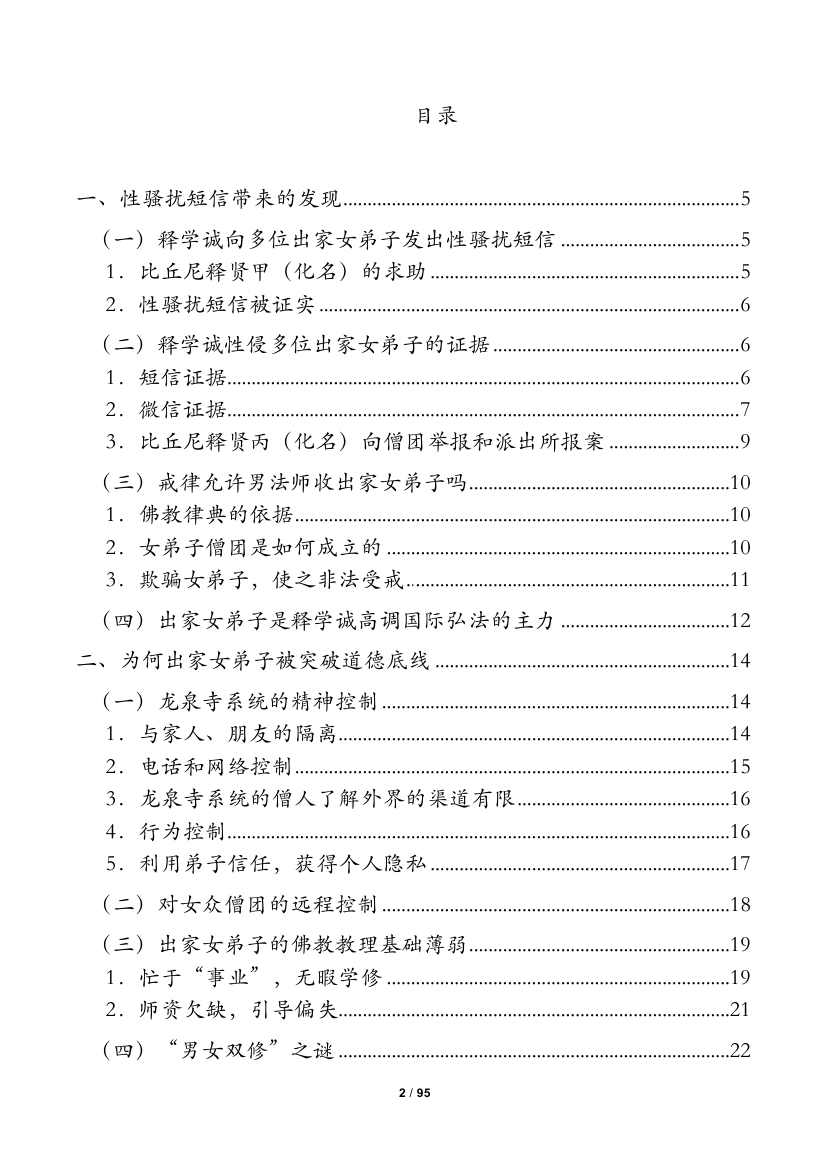 目录
一、性骚扰短信带来的发现..................................................................................5
（一）释学诚向多位出家女弟子发出性骚扰短信.....................................5
1．比丘尼释贤甲（化名）的求助................................................................5
2．性骚扰短信被证实.......................................................................................6
（二）释学诚性侵多位出家女弟子的证据...................................................6
1．短信证据..........................................................................................................6
2．微信证据..........................................................................................................7
3．比丘尼释贤丙（化名）向僧团举报和派出所报案...........................9
（三）戒律允许男法师收出家女弟子吗......................................................10
1．佛教律典的依据..........................................................................................10
2．女弟子僧团是如何成立的.......................................................................10
3．欺骗女弟子，使之非法受戒..................................................................11
（四）出家女弟子是释学诚高调国际弘法的主力...................................12
二、为何出家女弟子被突破道德底线.............................................................14
（一）龙泉寺系统的精神控制........................................................................14
1．与家人、朋友的隔离.................................................................................14
2．电话和网络控制..........................................................................................15
3．龙泉寺系统的僧人了解外界的渠道有限............................................16
4．行为控制........................................................................................................16
5．利用弟子信任，获得个人隐私..............................................................17
（二）对女众僧团的远程控制........................................................................18
（三）出家女弟子的佛教教理基础薄弱......................................................19
1．忙于“事业”，无暇学修.......................................................................19
2．师资欠缺，引导偏失.................................................................................21
（四）“男女双修”之谜.................................................................................22
2 / 95